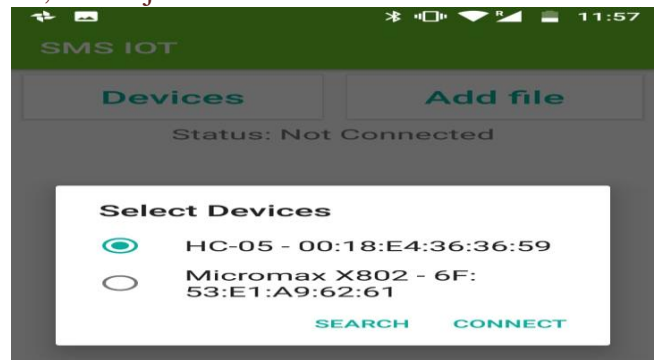 R
11:57
SMS IOT
Devices Add file
Status: Not Connected
Select Devices
HC-05 - 00:18:E4:36:36:59
Micromax X802 - 6F:
53:E1:A9:62:61
SEARCH CONNECT